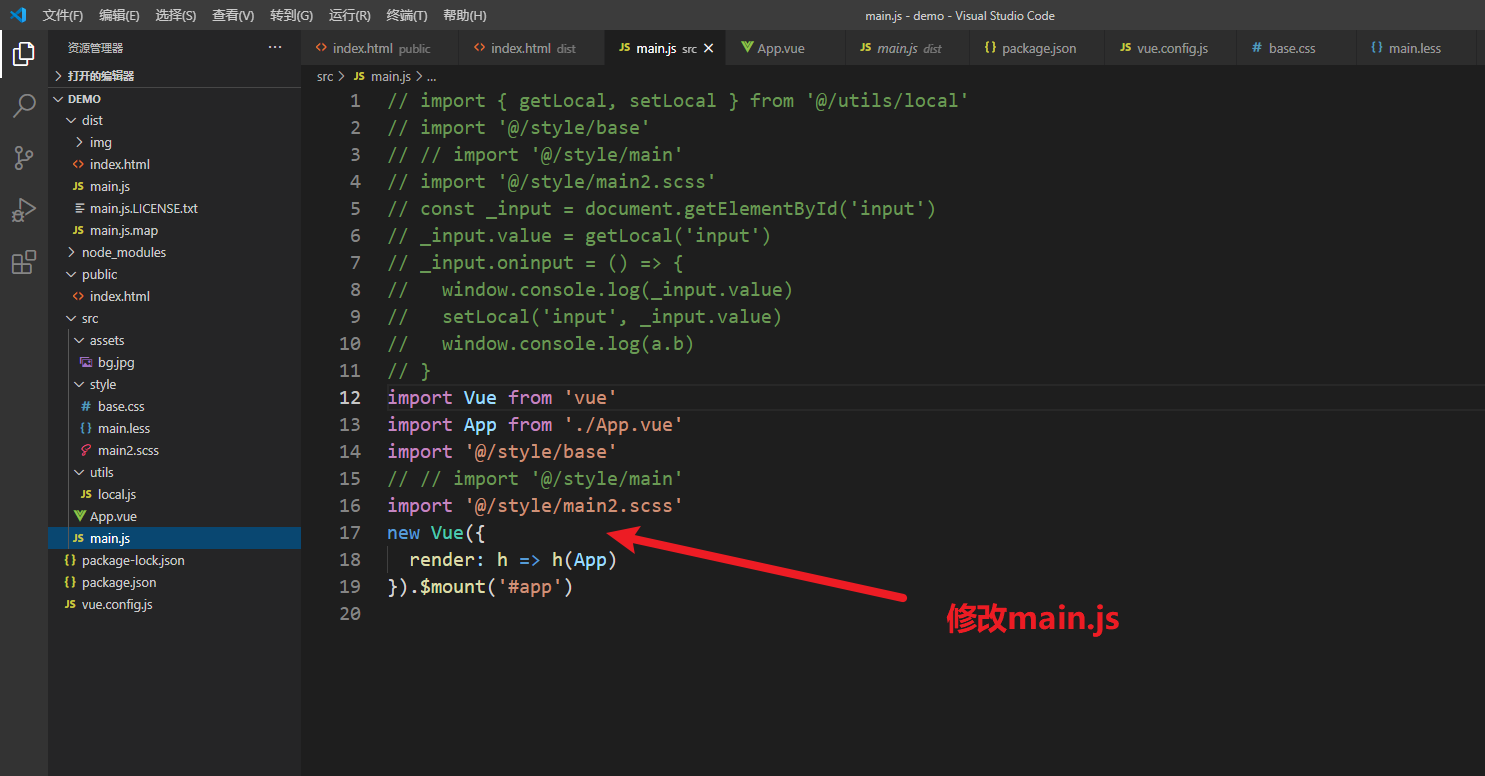 文件(F) 编辑(E) 选择(S) 查看(V) 转到(G) 运行(R) 终端(T) 帮助(H) main.js - demo - Visual Studio Code
资源管理器 ···
打开的编辑器
DEMO
dist
img
<> index.html
JS main.js
main.js.LICENSE.txt
JS main.js.map
node_modules
public
<> index.html
src
assets
bg.jpg
style
# base.css
{} main.less
main2.scss
utils
JS local.js
App.vue
JS main.js
{} package-lock.json
{} package.json
JS vue.config.js
<> index.html public <> index.html dist JS main.js src × App.vue JS main.js dist {} package.json JS vue.config.js # base.css {} main.less
src > JS main.js > ...
1 // import { getLocal, setLocal } from '@/utils/local'
2 // import '@/style/base'
3 // // import '@/style/main'
4 // import '@/style/main2.scss'
5 // const _input = document.getElementById('input')
6 // _input.value = getLocal('input')
7 // _input.oninput = () => {
8 //   window.console.log(_input.value)
9 //   setLocal('input', _input.value)
10 //   window.console.log(a.b)
11 // }
12 import Vue from 'vue'
13 import App from './App.vue'
14 import '@/style/base'
15 // // import '@/style/main'
16 import '@/style/main2.scss'
17 new Vue({
18   render: h => h(App)
19 }).$mount('#app')
20
修改main.js